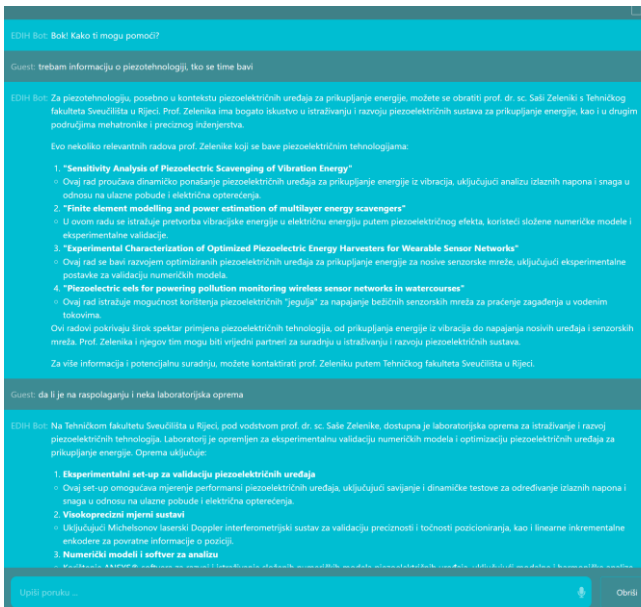 EDIH Bot: Bok! Kako ti mogu pomoći?
Guest: trebam informaciju o piezotehnologiji, tko se time bavi
EDIH Bot: Za piezotehnologiju, posebno u kontekstu piezoelektričnih uređaja za prikupljanje energije, možete se obratiti prof. dr. sc. Saši Zeleniki s Tehničkog
fakulteta Sveučilišta u Rijeci. Prof. Zelenika ima bogato iskustvo u istraživanju i razvoju piezoelektričnih sustava za prikupljanje energije, kao i u drugim
područjima mehatronike i preciznog inženjerstva.
Evo nekoliko relevantnih radova prof. Zelenike koji se bave piezoelektričnim tehnologijama:
1. "Sensitivity Analysis of Piezoelectric Scavenging of Vibration Energy"
Ovaj rad proučava dinamičko ponašanje piezoelektričnih uređaja za prikupljanje energije iz vibracija, uključujući analizu izlaznih napona i snaga u
odnosu na ulazne pobude i električna opterećenja.
2. "Finite element modelling and power estimation of multilayer energy scavengers"
U ovom radu se istražuje pretvorba vibracijske energije u električnu energiju putem piezoelektričnog efekta, koristeći složene numeričke modele i
eksperimentalne validacije.
3. "Experimental Characterization of Optimized Piezoelectric Energy Harvesters for Wearable Sensor Networks"
Ovaj rad se bavi razvojem optimiziranih piezoelektričnih uređaja za prikupljanje energije za nosive senzorske mreže, uključujući eksperimentalne
postavke za validaciju numeričkih modela.
4. "Piezoelectric eels for powering pollution monitoring wireless sensor networks in watercourses"
Ovaj rad istražuje mogućnost korištenja piezoelektričnih "jegulja" za napajanje bežičnih senzorskih mreža za praćenje zagađenja u vodenim
tokovima.
Ovi radovi pokrivaju širok spektar primjena piezoelektričnih tehnologija, od prikupljanja energije iz vibracija do napajanja nosivih uređaja i senzorskih
mreža. Prof. Zelenika i njegov tim mogu biti vrijedni partneri za suradnju u istraživanju i razvoju piezoelektričnih sustava.
Za više informacija i potencijalnu suradnju, možete kontaktirati prof. Zeleniku putem Tehničkog fakulteta Sveučilišta u Rijeci.
Guest: da li je na raspolaganju i neka laboratorijska oprema
EDIH Bot: Na Tehničkom fakultetu Sveučilišta u Rijeci, pod vodstvom prof. dr. sc. Saše Zelenike, dostupna je laboratorijska oprema za istraživanje i razvoj
piezoelektričnih tehnologija. Laboratorij je opremljen za eksperimentalnu validaciju numeričkih modela i optimizaciju piezoelektričnih uređaja za
prikupljanje energije. Oprema uključuje:
1. Eksperimentalni set-up za validaciju piezoelektričnih uređaja
Ovaj set-up omogućava mjerenje performansi piezoelektričnih uređaja, uključujući savijanje i dinamičke testove za određivanje izlaznih napona i
snaga u odnosu na ulazne pobude i električna opterećenja.
2. Visokoprecizni mjerni sustavi
Uključujući Michelsonov laserski Doppler interferometrijski sustav za validaciju preciznosti i točnosti pozicioniranja, kao i linearne inkrementalne
enkodere za povratne informacije o poziciji.
3. Numerički modeli i softver za analizu
Upiši poruku ...
Obriši